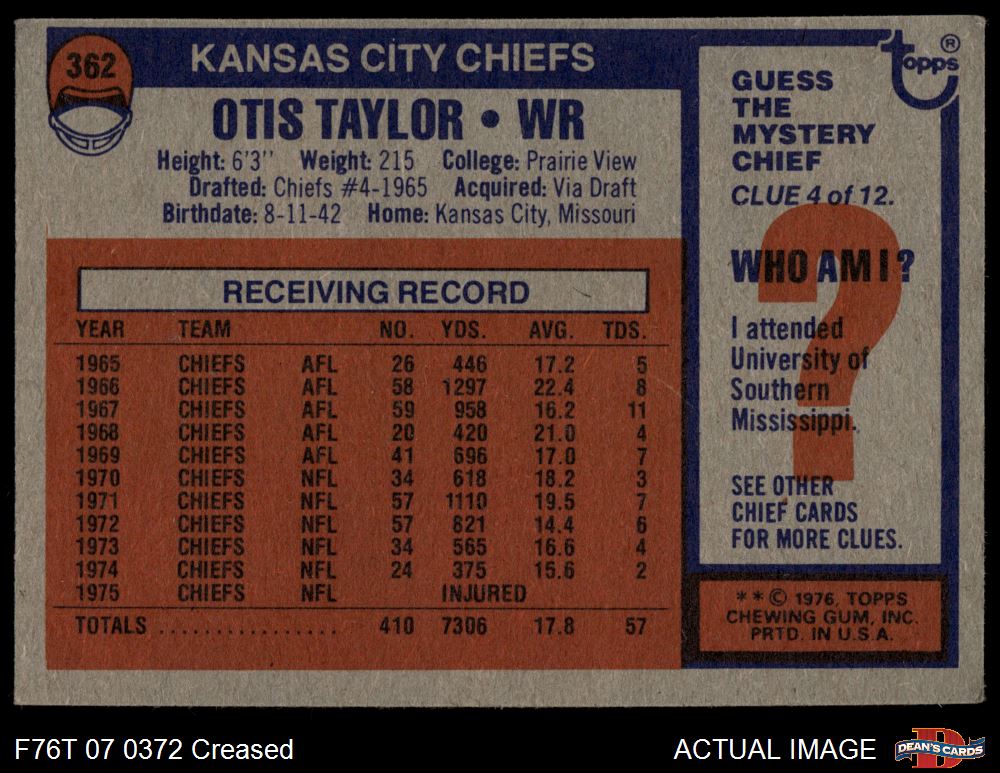 362
KANSAS CITY CHIEFS
OTIS TAYLOR • WR
Height: 6'3'' Weight: 215 College: Prairie View
Drafted: Chiefs #4-1965 Acquired: Via Draft
Birthdate: 8-11-42 Home: Kansas City, Missouri
RECEIVING RECORD
YEAR TEAM NO. YDS. AVG. TDS.
1965 CHIEFS AFL 26 446 17.2 5
1966 CHIEFS AFL 58 1297 22.4 8
1967 CHIEFS AFL 59 958 16.2 11
1968 CHIEFS AFL 20 420 21.0 4
1969 CHIEFS AFL 41 696 17.0 7
1970 CHIEFS NFL 34 618 18.2 3
1971 CHIEFS NFL 57 1110 19.5 7
1972 CHIEFS NFL 57 821 14.4 6
1973 CHIEFS NFL 34 565 16.6 4
1974 CHIEFS NFL 24 375 15.6 2
1975 CHIEFS NFL INJURED
TOTALS ................. 410 7306 17.8 57
topps ®
GUESS
THE
MYSTERY
CHIEF
CLUE 4 of 12.
?
WHO AM I?
I attended
University of
Southern
Mississippi.
SEE OTHER
CHIEF CARDS
FOR MORE CLUES.
* * © 1976, TOPPS
CHEWING GUM, INC.
PRTD. IN U.S.A.
F76T 07 0372 Creased
ACTUAL IMAGE
D
DEAN'S CARDS